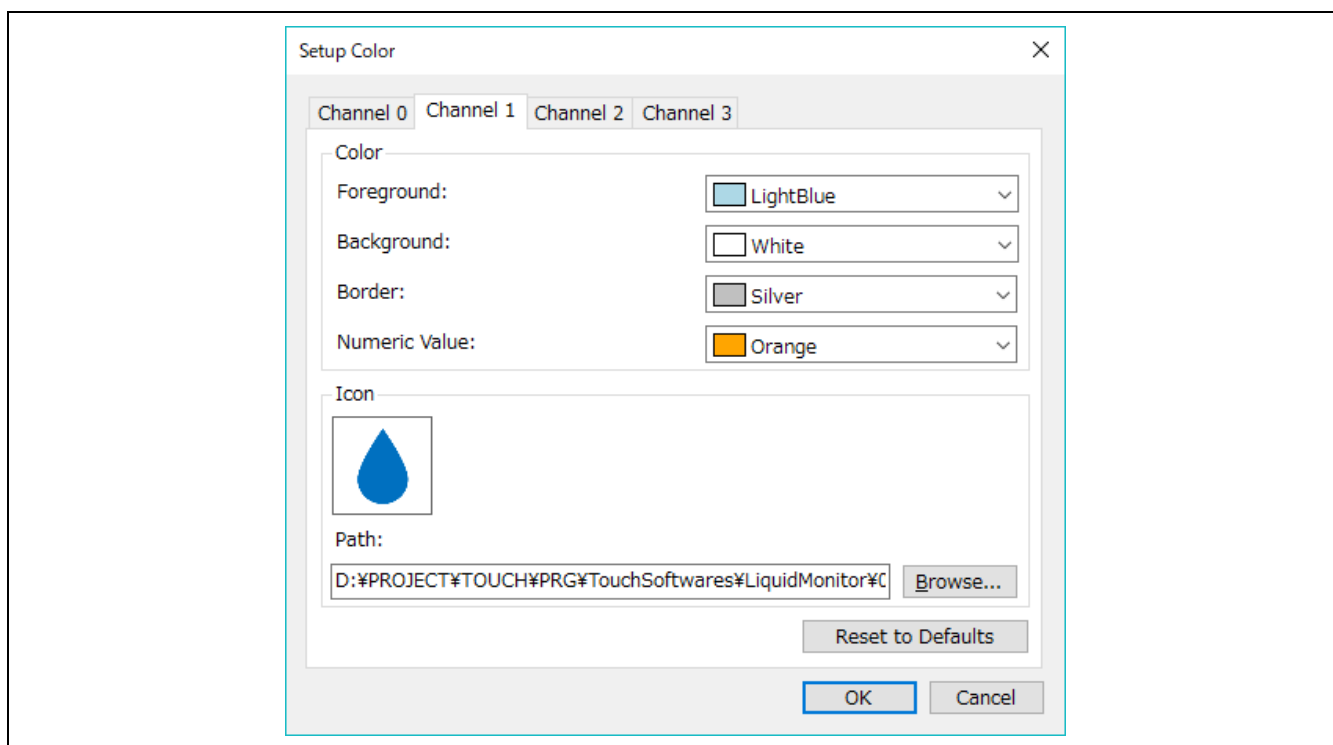 Setup Color
Channel 0 Channel 1 Channel 2 Channel 3
Color
Foreground: LightBlue
Background: White
Border: Silver
Numeric Value: Orange
Icon
Path:
D:¥PROJECT¥TOUCH¥PRG¥TouchSoftwares¥LiquidMonitor¥ Browse...
Reset to Defaults
OK Cancel